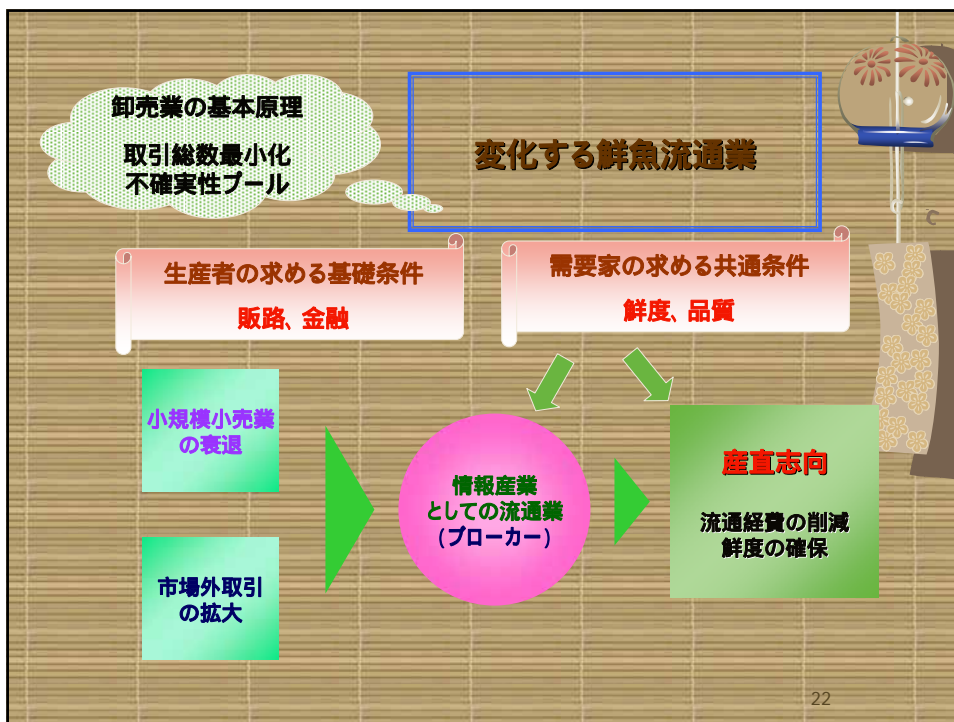 卸売業の基本原理
取引総数最小化
不確実性プール
変化する鮮魚流通業
生産者の求める基礎条件
販路、金融
需要家の求める共通条件
鮮度、品質
小規模小売業
の衰退
市場外取引
の拡大
情報産業
としての流通業
(ブローカー)
産直志向
流通経費の削減
鮮度の確保
22